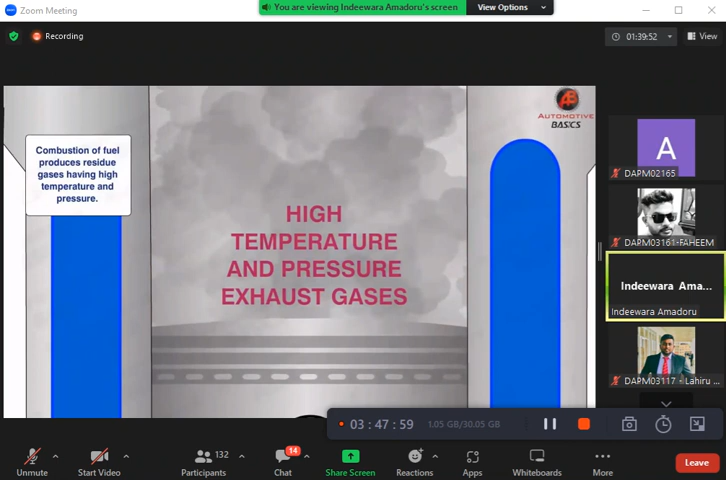 Zoom Meeting
You are viewing Indeewara Amadoru's screen
View Options
Recording
01:39:52
View
AUTOMOTIVE
BASICS
Combustion of fuel
produces residue
gases having high
temperature and
pressure.
HIGH
TEMPERATURE
AND PRESSURE
EXHAUST GASES
A
DAPM02165
DAPM03161-FAHEEM
Indeewara Ama...
Indeewara Amadoru
DAPM03117 - Lahiru ...
03:47:59
1.05 GB/30.05 GB
Unmute
Start Video
132
Participants
14
Chat
Share Screen
Reactions
Apps
Whiteboards
More
Leave